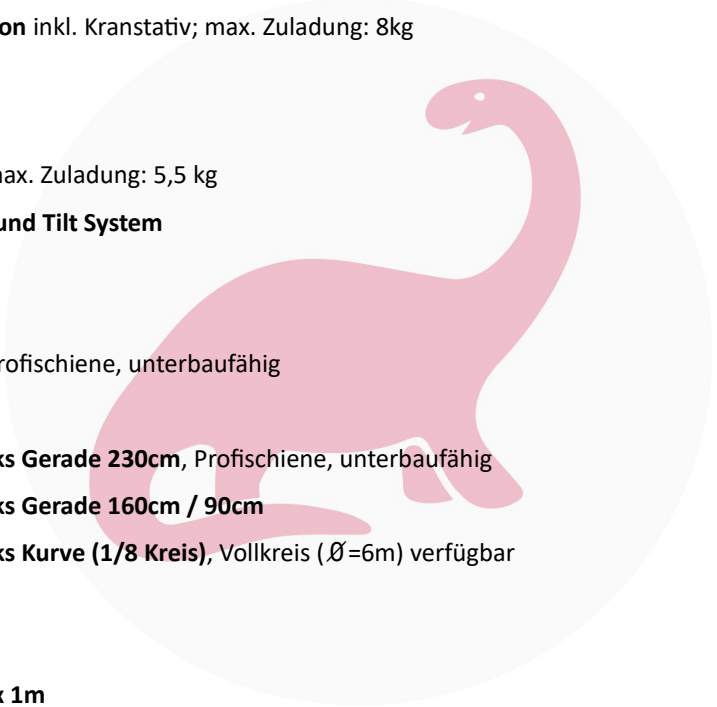 on inkl. Kranstativ; max. Zuladung: 8kg
max. Zuladung: 5,5 kg
und Tilt System
rofischiene, unterbaufähig
ks Gerade 230cm, Profischiene, unterbaufähig
ks Gerade 160cm / 90cm
ks Kurve (1/8 Kreis), Vollkreis (Ø=6m) verfügbar
x 1m